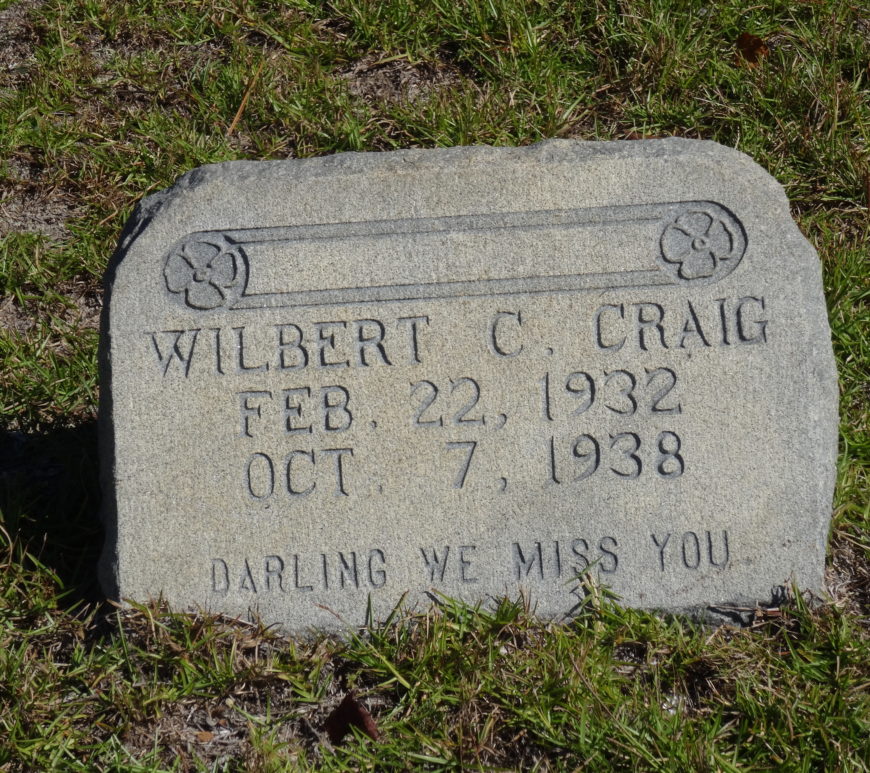 WILBERT C. CRAIG
FEB. 22, 1932
OCT. 7, 1938
DARLING WE MISS YOU